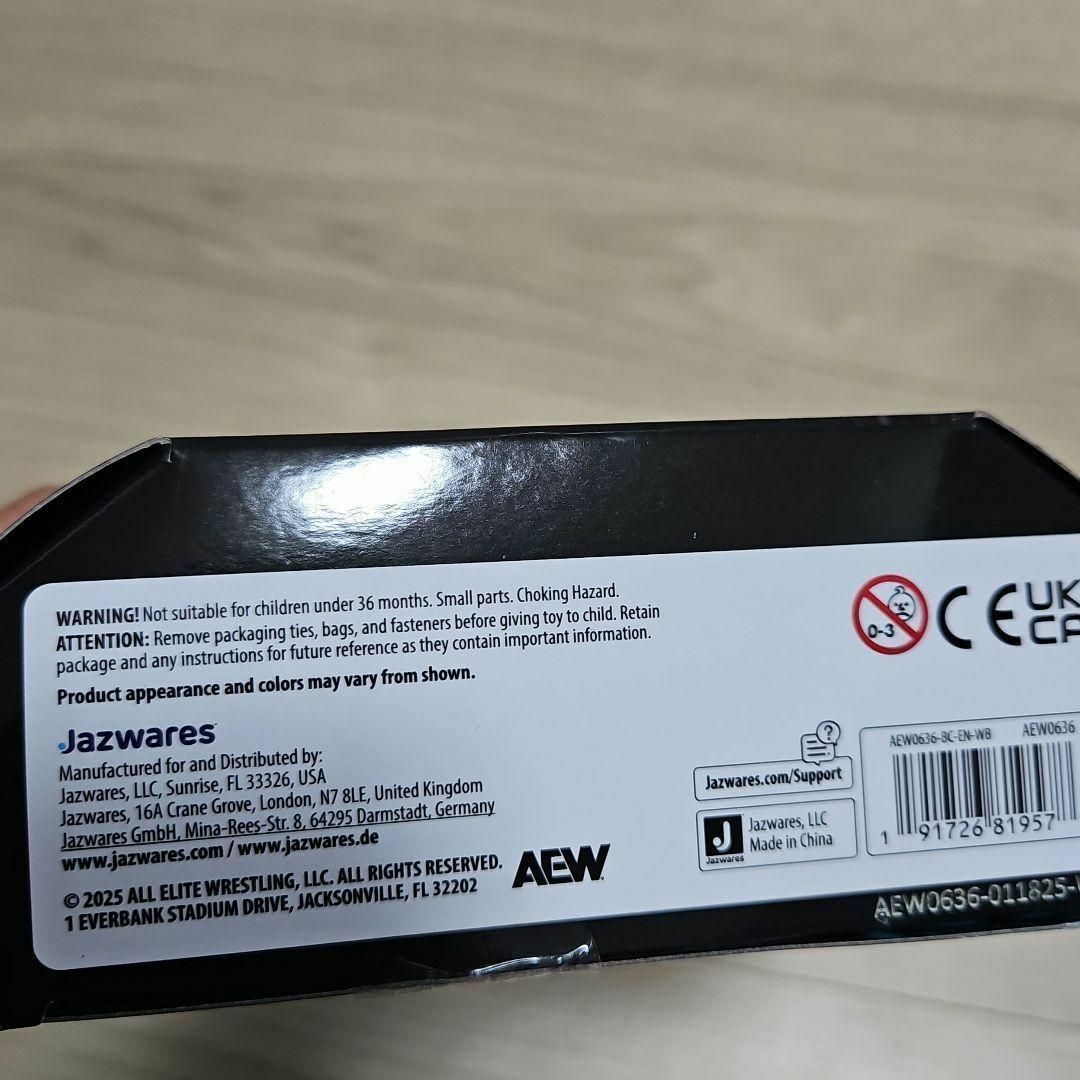 WARNING! Not suitable for children under 36 months. Small parts. Choking Hazard.
ATTENTION: Remove packaging ties, bags, and fasteners before giving toy to child. Retain
package and any instructions for future reference as they contain important information.
Product appearance and colors may vary from shown.
0-3
CE
UK
CA
Jazwares
Manufactured for and Distributed by:
Jazwares, LLC, Sunrise, FL 33326, USA
Jazwares, 16A Crane Grove, London, N7 8LE, United Kingdom
Jazwares GmbH, Mina-Rees-Str. 8, 64295 Darmstadt, Germany
www.jazwares.com / www.jazwares.de
© 2025 ALL ELITE WRESTLING, LLC. ALL RIGHTS RESERVED.
1 EVERBANK STADIUM DRIVE, JACKSONVILLE, FL 32202
AEW
?
Jazwares.com/Support
J
Jazwares
Jazwares, LLC
Made in China
AEW0636-BC-EN-WB AEW0636
1 91726 81957
AEW0636-011825-